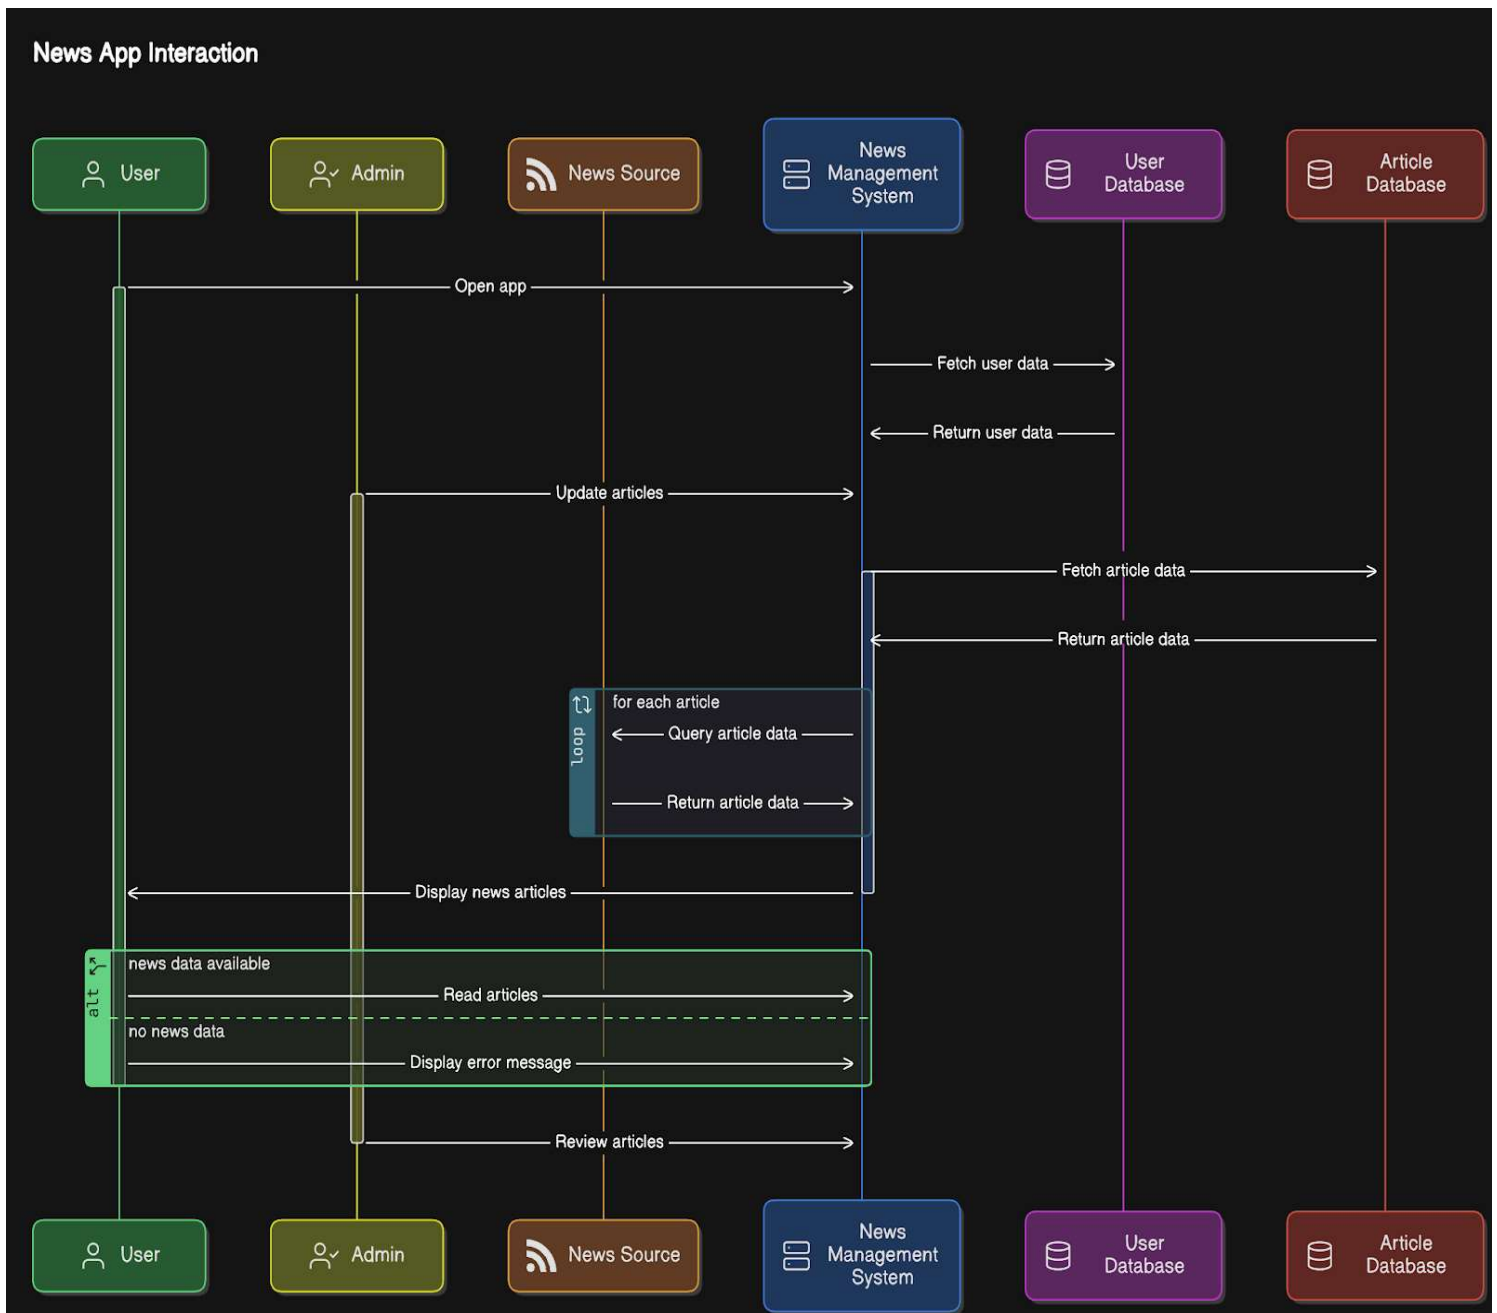 News App Interaction
User
Admin
News Source
News
Management
System
User
Database
Article
Database
Open app
Fetch user data
Return user data
Update articles
Fetch article data
Return article data
loop
for each article
Query article data
Return article data
Display news articles
alt
news data available
Read articles
no news data
Display error message
Review articles
User
Admin
News Source
News
Management
System
User
Database
Article
Database